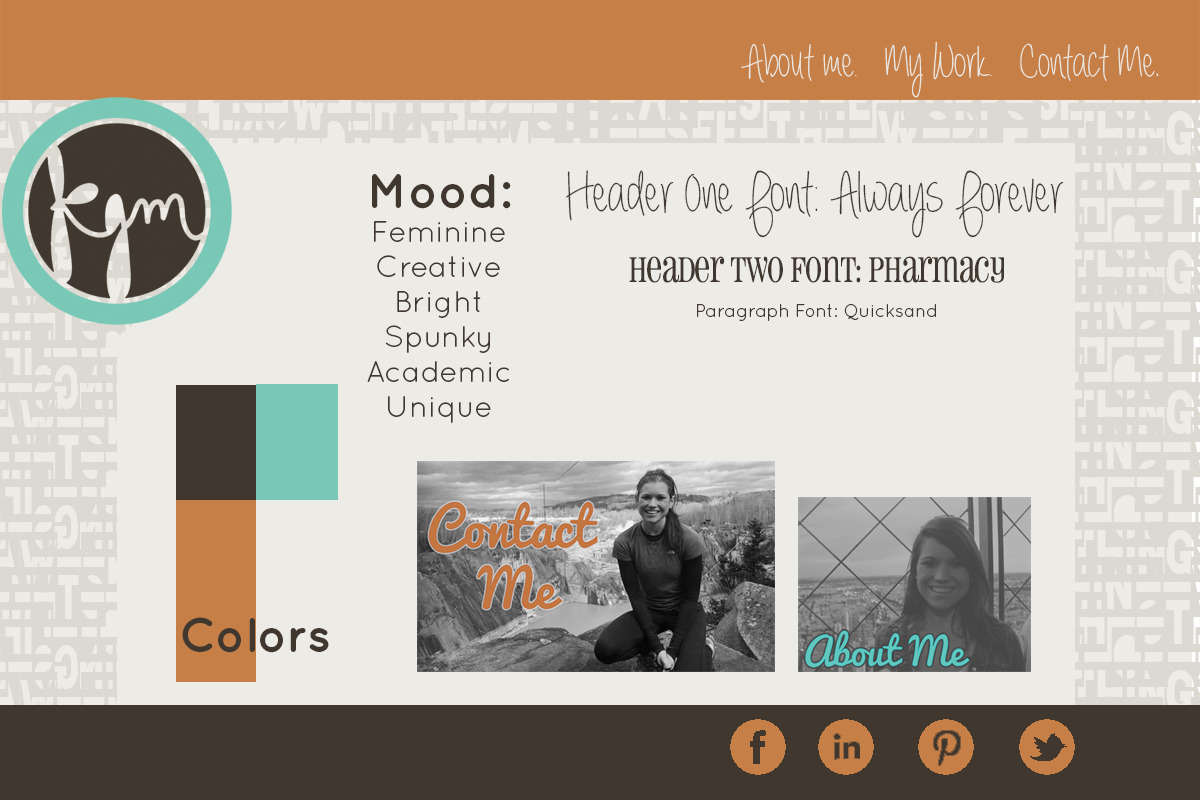 About me. My Work. Contact Me.
kjm
Mood:
Feminine
Creative
Bright
Spunky
Academic
Unique
Header One Font: Always Forever
Header Two Font: Pharmacy
Paragraph Font: Quicksand
Colors
Contact
Me
About Me
f
in